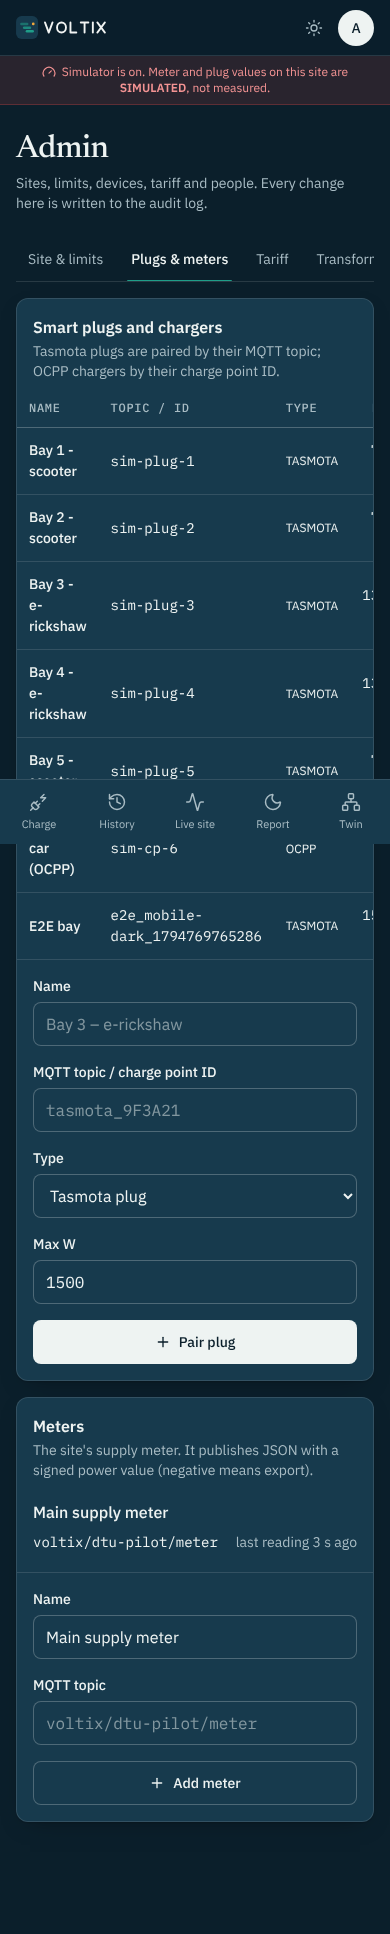 VOLTIX
A
Simulator is on. Meter and plug values on this site are
SIMULATED, not measured.
Admin
Sites, limits, devices, tariff and people. Every change
here is written to the audit log.
Site & limits Plugs & meters Tariff
Smart plugs and chargers
Tasmota plugs are paired by their MQTT topic;
OCPP chargers by their charge point ID.
NAME TOPIC / ID TYPE
Bay 1 -
scooter sim-plug-1 TASMOTA
Bay 2 -
scooter sim-plug-2 TASMOTA
Bay 3 -
e-
rickshaw sim-plug-3 TASMOTA
Bay 4 -
e-
rickshaw sim-plug-4 TASMOTA
Bay 5 -
sim-plug-5 TASMOTA
Charge History Live site Report Twin
car
(OCPP) sim-cp-6 OCPP
E2E bay e2e_mobile-
dark_1794769765286 TASMOTA
Name
Bay 3 – e-rickshaw
MQTT topic / charge point ID
tasmota_9F3A21
Type
Tasmota plug
Max W
1500
+ Pair plug
Meters
The site's supply meter. It publishes JSON with a
signed power value (negative means export).
Main supply meter
voltix/dtu-pilot/meter last reading 3 s ago
Name
Main supply meter
MQTT topic
voltix/dtu-pilot/meter
+ Add meter